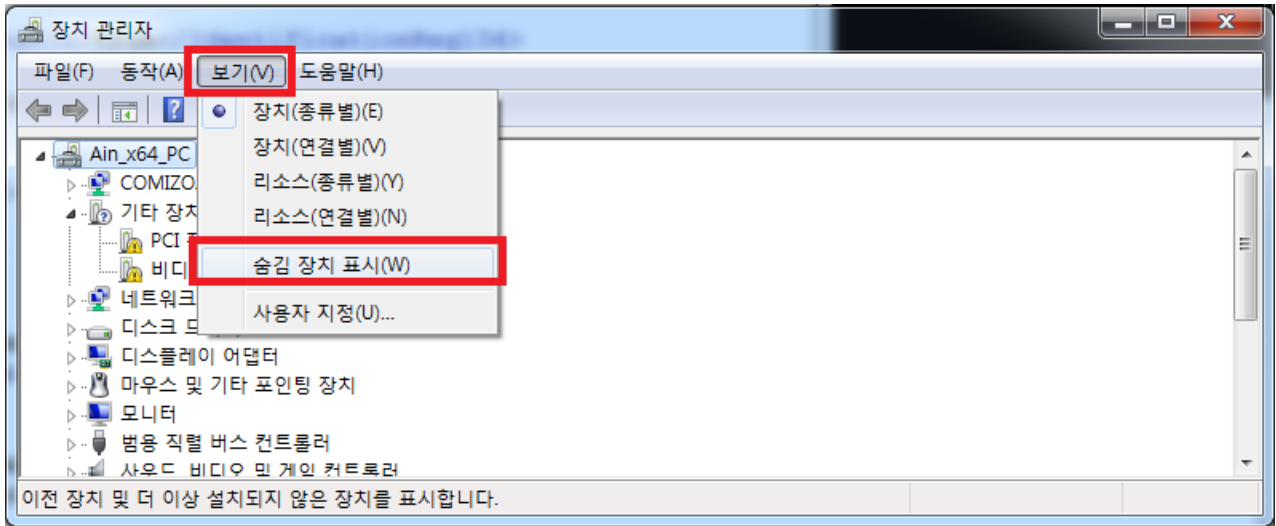 장치 관리자
파일(F) 동작(A) 보기(V) 도움말(H)
장치(종류별)(E)
장치(연결별)(V)
리소스(종류별)(Y)
리소스(연결별)(N)
숨김 장치 표시(W)
사용자 지정(U)...
Ain_x64_PC
기타 장치
PCI
네트워크
디스크
디스플레이 어댑터
마우스 및 기타 포인팅 장치
모니터
범용 직렬 버스 컨트롤러
사운드, 비디오 및 게임 컨트롤러
이전 장치 및 더 이상 설치되지 않은 장치를 표시합니다.